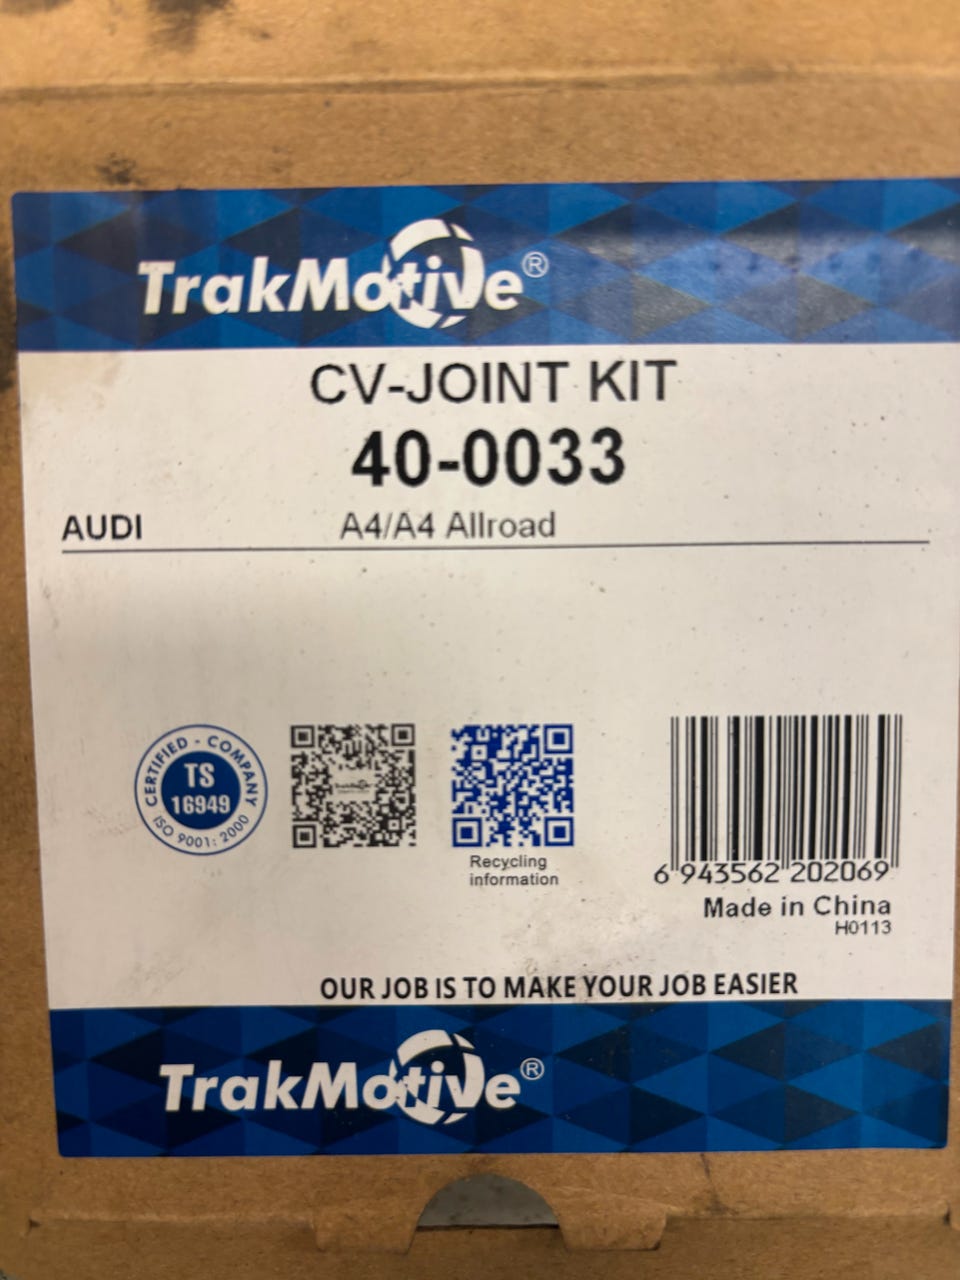 TrakMotive®
CV-JOINT KIT
40-0033
AUDI A4/A4 Allroad
CERTIFIED - COMPANY
TS
16949
ISO 9001: 2000
TrakMotive
Recycling
information
6 943562 202069
Made in China
H0113
OUR JOB IS TO MAKE YOUR JOB EASIER
TrakMotive®